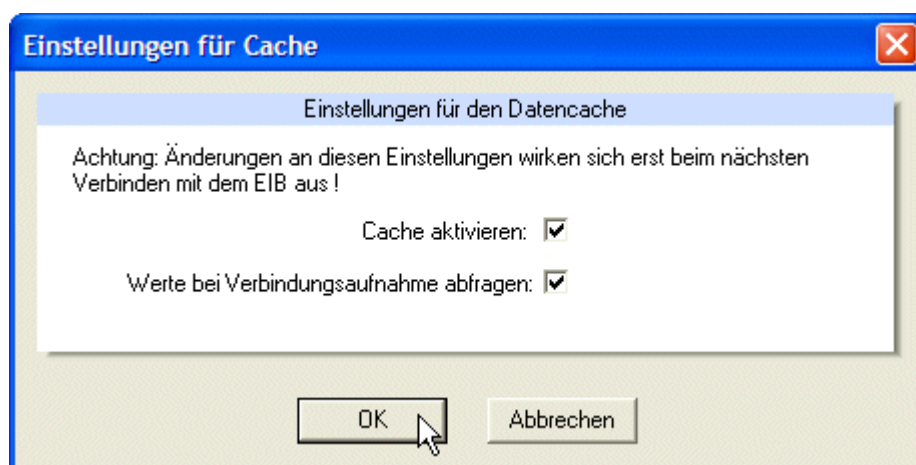 Einstellungen für Cache
Einstellungen für den Datencache
Achtung: Änderungen an diesen Einstellungen wirken sich erst beim nächsten
Verbinden mit dem EIB aus !
Cache aktivieren:
Werte bei Verbindungsaufnahme abfragen:
OK Abbrechen